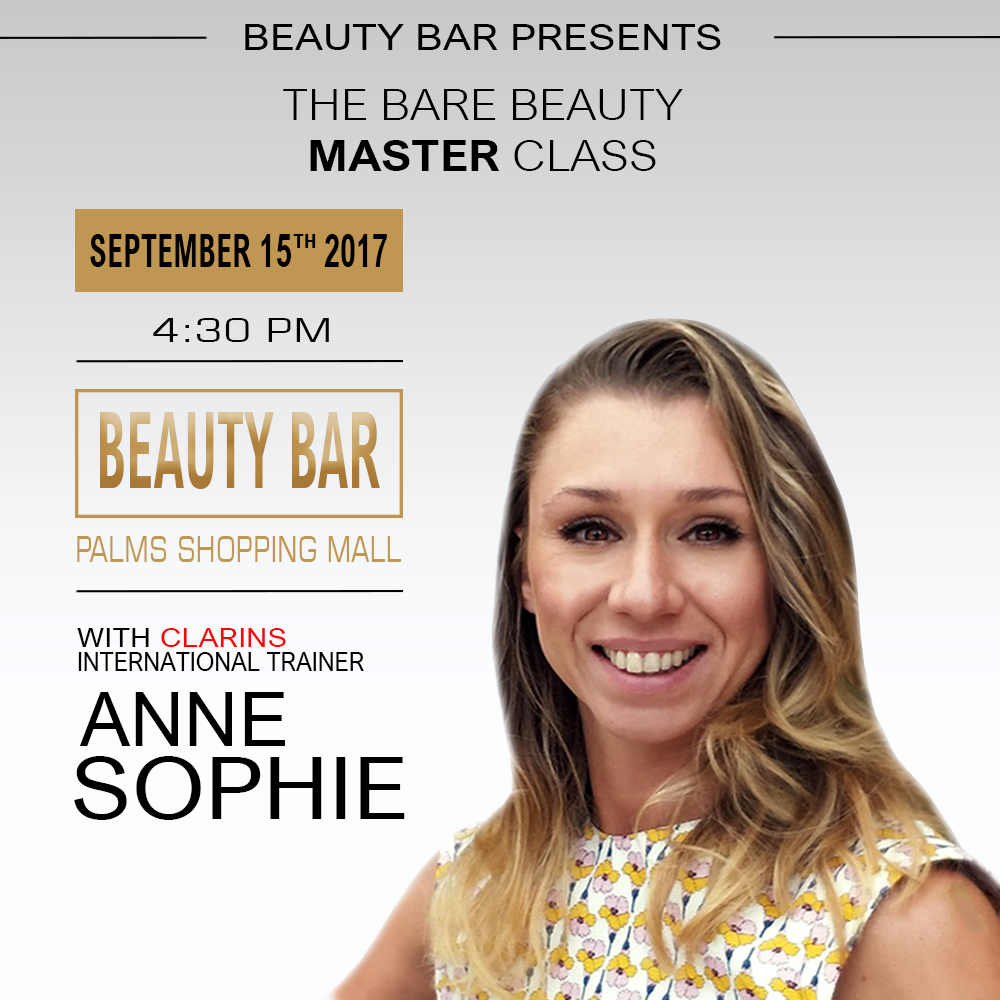 BEAUTY BAR PRESENTS
THE BARE BEAUTY
MASTER CLASS
SEPTEMBER 15TH 2017
4:30 PM
BEAUTY BAR
PALMS SHOPPING MALL
WITH CLARINS
INTERNATIONAL TRAINER
ANNE
SOPHIE